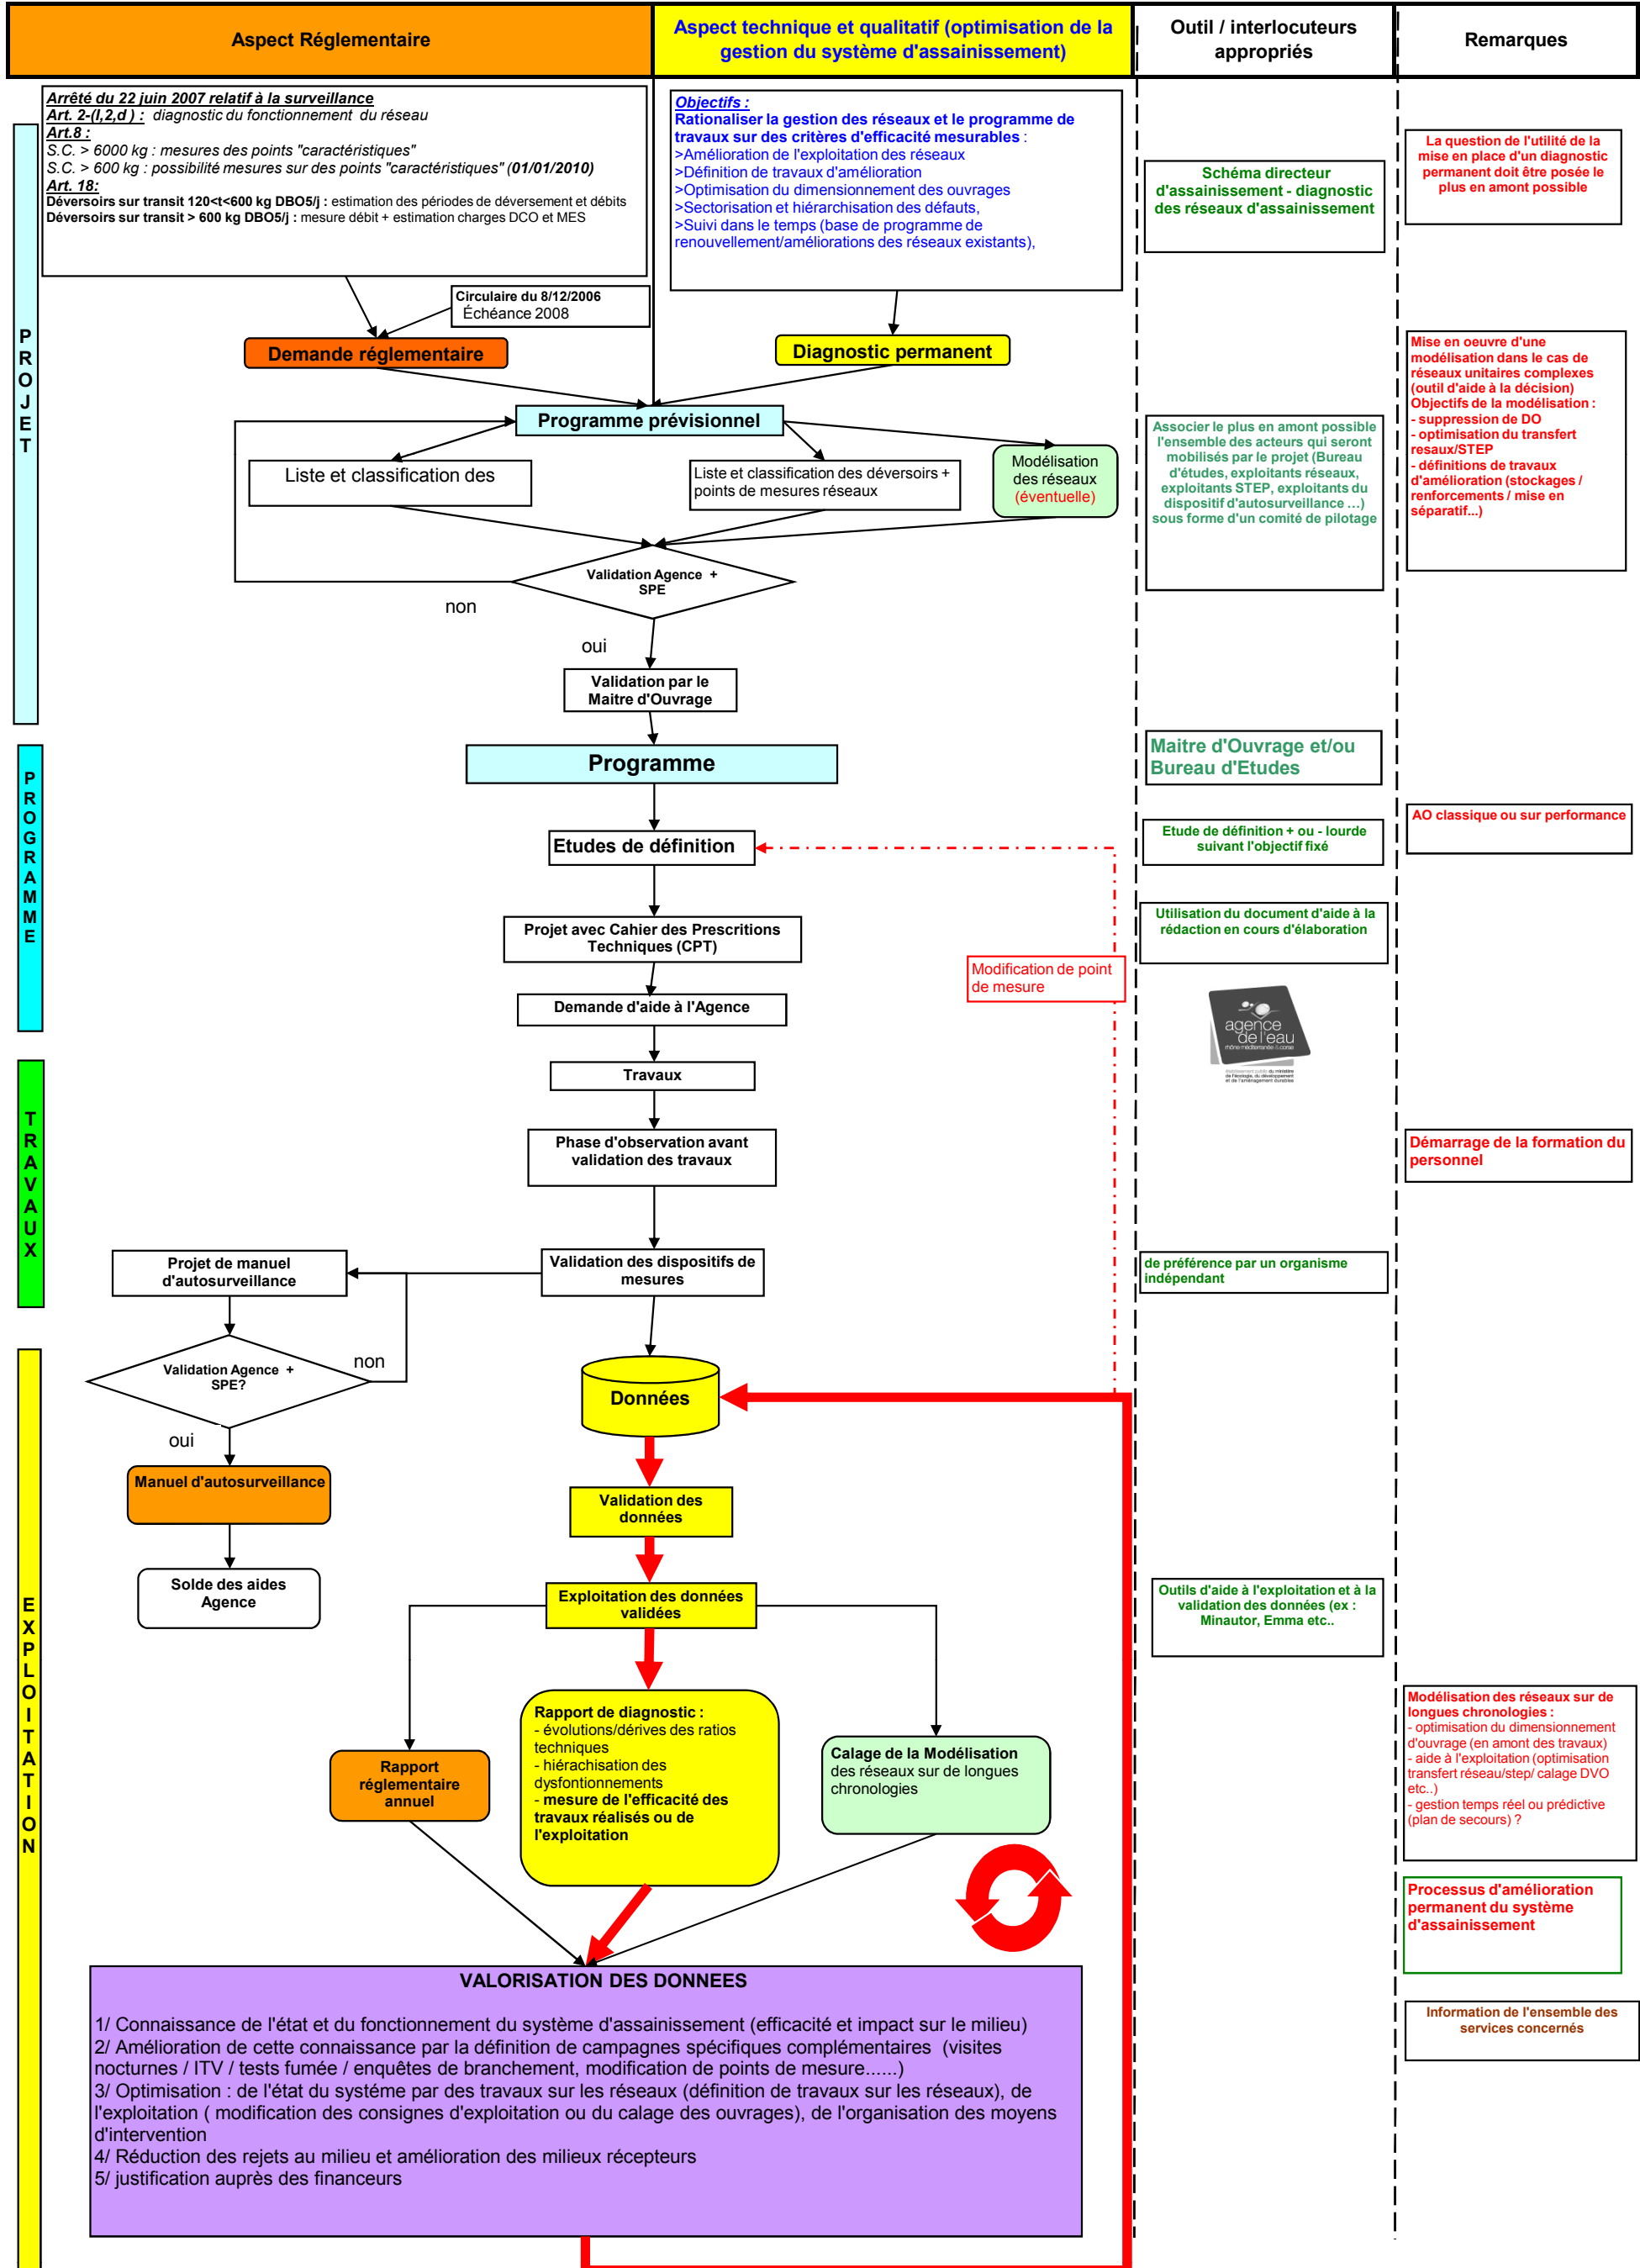 Aspect Réglementaire
Aspect technique et qualitatif (optimisation de la
gestion du système d'assainissement)
Outil / interlocuteurs
appropriés
Remarques
Arrêté du 22 juin 2007 relatif à la surveillance
Art. 2-(I,2,d ) : diagnostic du fonctionnement du réseau
Art.8 :
S.C. > 6000 kg : mesures des points "caractéristiques"
S.C. > 600 kg : possibilité mesures sur des points "caractéristiques" (01/01/2010)
Art. 18:
Déversoirs sur transit 120<t<600 kg DBO5/j : estimation des périodes de déversement et débits
Déversoirs sur transit > 600 kg DBO5/j : mesure débit + estimation charges DCO et MES
Objectifs :
Rationaliser la gestion des réseaux et le programme de
travaux sur des critères d'efficacité mesurables :
>Amélioration de l'exploitation des réseaux
>Définition de travaux d'amélioration
>Optimisation du dimensionnement des ouvrages
>Sectorisation et hiérarchisation des défauts,
>Suivi dans le temps (base de programme de
renouvellement/améliorations des réseaux existants),
Schéma directeur
d'assainissement - diagnostic
des réseaux d'assainissement
La question de l'utilité de la
mise en place d'un diagnostic
permanent doit être posée le
plus en amont possible
PROJET
Circulaire du 8/12/2006
Échéance 2008
Demande réglementaire
Diagnostic permanent
Programme prévisionnel
Liste et classification des
Liste et classification des déversoirs +
points de mesures réseaux
Modélisation
des réseaux
(éventuelle)
Associer le plus en amont possible
l'ensemble des acteurs qui seront
mobilisés par le projet (Bureau
d'études, exploitants réseaux,
exploitants STEP, exploitants du
dispositif d'autosurveillance ...)
sous forme d'un comité de pilotage
Mise en oeuvre d'une
modélisation dans le cas de
réseaux unitaires complexes
(outil d'aide à la décision)
Objectifs de la modélisation :
- suppression de DO
- optimisation du transfert
resaux/STEP
- définitions de travaux
d'amélioration (stockages /
renforcements / mise en
séparatif...)
Validation Agence +
SPE
non
oui
Validation par le
Maitre d'Ouvrage
PROGRAMME
Programme
Maitre d'Ouvrage et/ou
Bureau d'Etudes
Etudes de définition
Etude de définition + ou - lourde
suivant l'objectif fixé
AO classique ou sur performance
Projet avec Cahier des Prescritions
Techniques (CPT)
Utilisation du document d'aide à la
rédaction en cours d'élaboration
Modification de point
de mesure
Demande d'aide à l'Agence
agence
de l'eau
rhône méditerranée & corse
établissement public du ministère
de l'écologie, du développement
et de l'aménagement durables
TRAVAUX
Travaux
Phase d'observation avant
validation des travaux
Démarrage de la formation du
personnel
Projet de manuel
d'autosurveillance
Validation des dispositifs de
mesures
de préférence par un organisme
indépendant
EXPLOITATION
Validation Agence +
SPE?
non
oui
Données
Manuel d'autosurveillance
Validation des
données
Solde des aides
Agence
Exploitation des données
validées
Outils d'aide à l'exploitation et à la
validation des données (ex :
Minautor, Emma etc..
Rapport
réglementaire
annuel
Rapport de diagnostic :
- évolutions/dérives des ratios
techniques
- hiérachisation des
dysfontionnements
- mesure de l'efficacité des
travaux réalisés ou de
l'exploitation
Calage de la Modélisation
des réseaux sur de longues
chronologies
Modélisation des réseaux sur de
longues chronologies :
- optimisation du dimensionnement
d'ouvrage (en amont des travaux)
- aide à l'exploitation (optimisation
transfert réseau/step/ calage DVO
etc..)
- gestion temps réel ou prédictive
(plan de secours) ?
Processus d'amélioration
permanent du système
d'assainissement
Information de l'ensemble des
services concernés
VALORISATION DES DONNEES
1/ Connaissance de l'état et du fonctionnement du système d'assainissement (efficacité et impact sur le milieu)
2/ Amélioration de cette connaissance par la définition de campagnes spécifiques complémentaires (visites
nocturnes / ITV / tests fumée / enquêtes de branchement, modification de points de mesure......)
3/ Optimisation : de l'état du systéme par des travaux sur les réseaux (définition de travaux sur les réseaux), de
l'exploitation ( modification des consignes d'exploitation ou du calage des ouvrages), de l'organisation des moyens
d'intervention
4/ Réduction des rejets au milieu et amélioration des milieux récepteurs
5/ justification auprès des financeurs